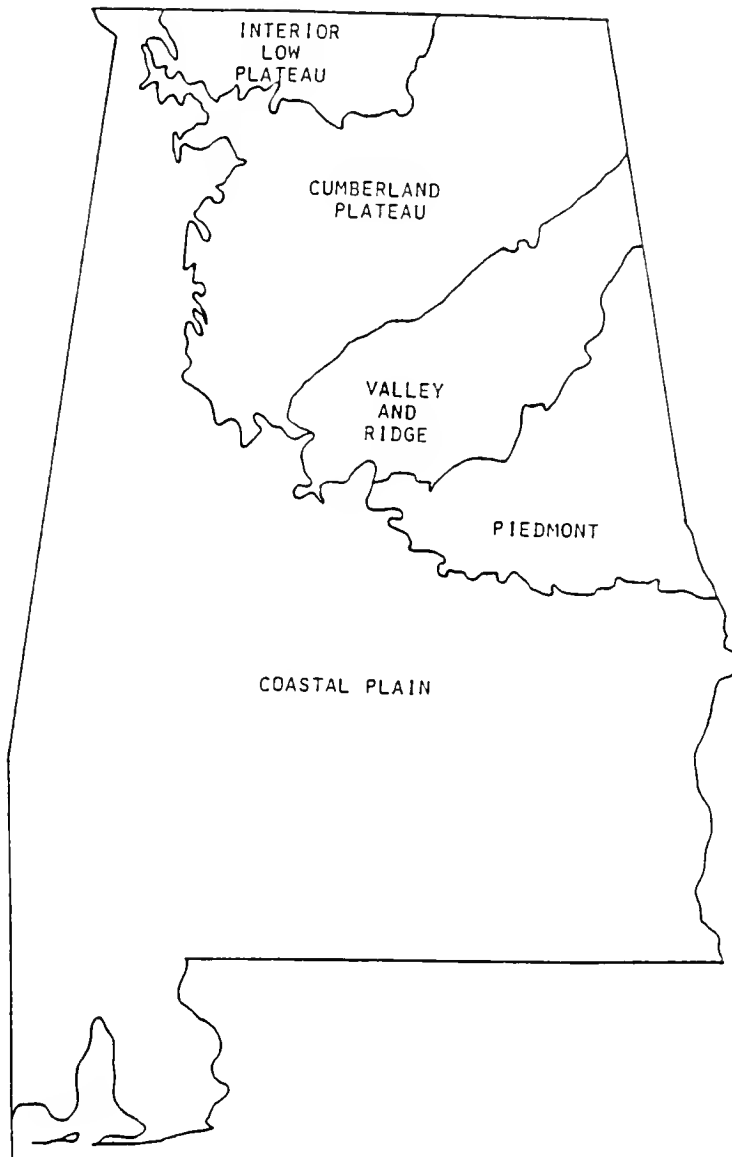 INTERIOR
LOW
PLATEAU
CUMBERLAND
PLATEAU
VALLEY
AND
RIDGE
PIEDMONT
COASTAL PLAIN